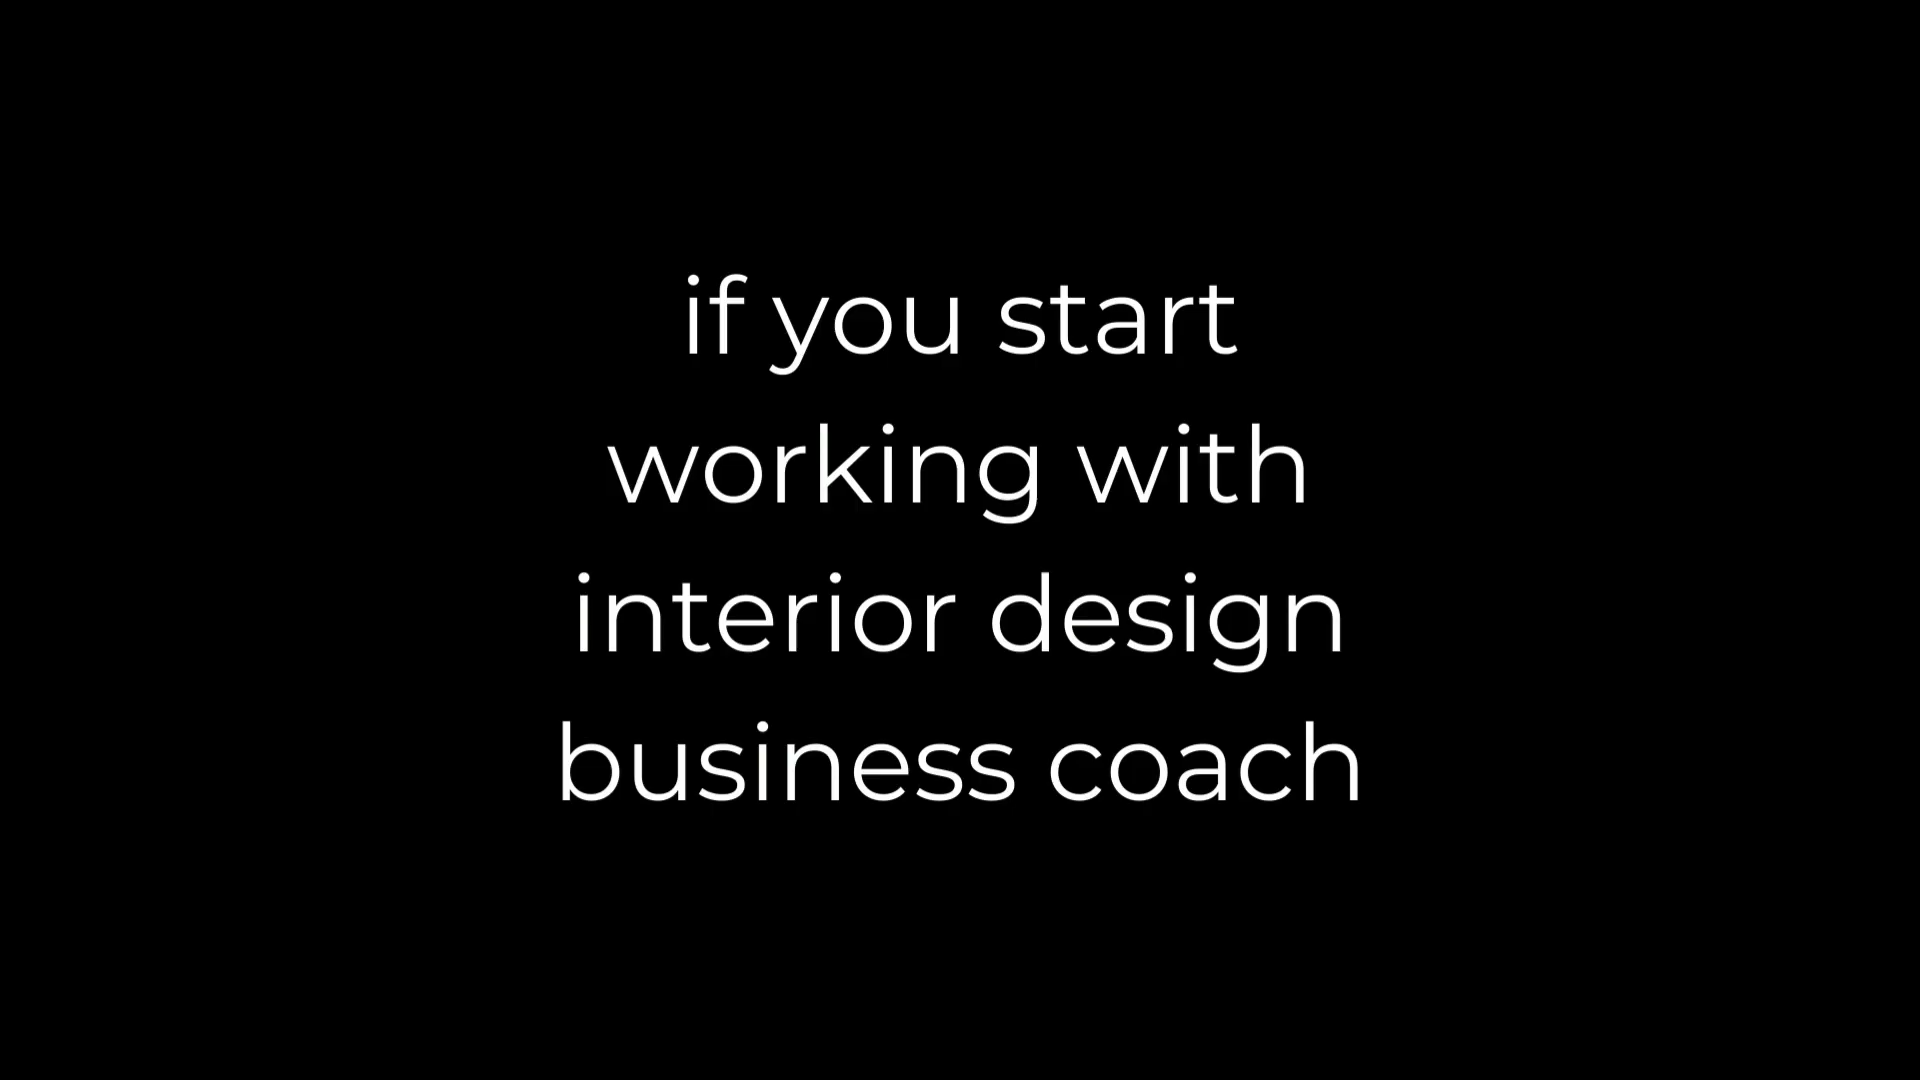 if you start
working with
interior design
business coach